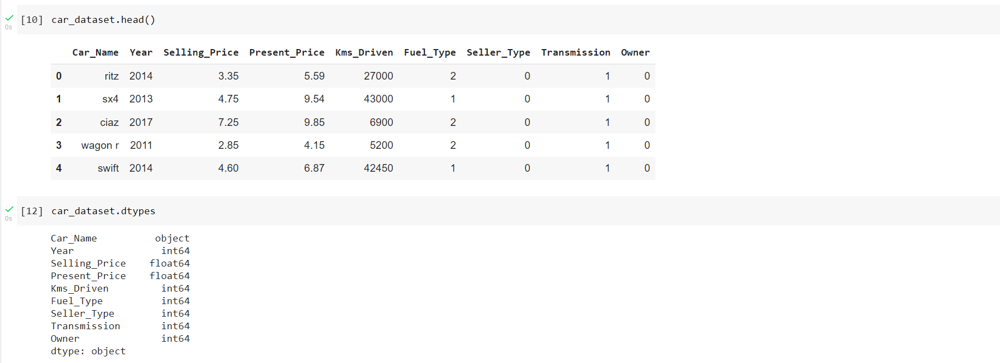 [10] car_dataset.head()
0s
Car_Name Year Selling_Price Present_Price Kms_Driven Fuel_Type Seller_Type Transmission Owner
0 ritz 2014 3.35 5.59 27000 2 0 1 0
1 sx4 2013 4.75 9.54 43000 1 0 1 0
2 ciaz 2017 7.25 9.85 6900 2 0 1 0
3 wagon r 2011 2.85 4.15 5200 2 0 1 0
4 swift 2014 4.60 6.87 42450 1 0 1 0
[12] car_dataset.dtypes
0s
Car_Name object
Year int64
Selling_Price float64
Present_Price float64
Kms_Driven int64
Fuel_Type int64
Seller_Type int64
Transmission int64
Owner int64
dtype: object